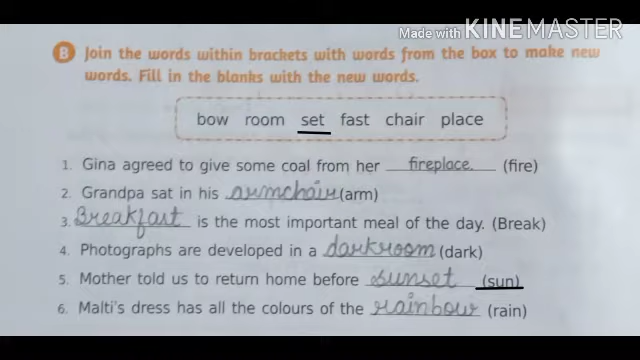 Made with KINEMASTER
B Join the words within brackets with words from the box to make new
words. Fill in the blanks with the new words.
bow room set fast chair place
1. Gina agreed to give some coal from her fireplace. (fire)
2. Grandpa sat in his armchair (arm)
3. Breakfast is the most important meal of the day. (Break)
4. Photographs are developed in a darkroom (dark)
5. Mother told us to return home before sunset (sun)
6. Malti's dress has all the colours of the rainbow (rain)